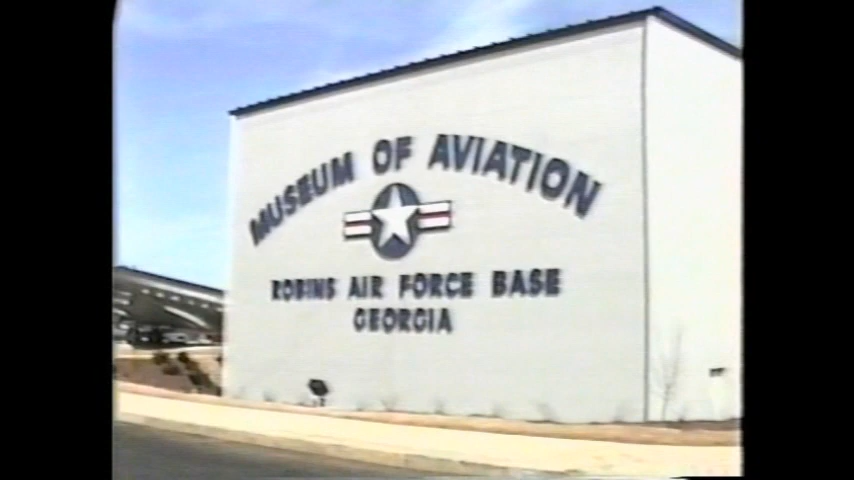 MUSEUM OF AVIATION
ROBINS AIR FORCE BASE
GEORGIA